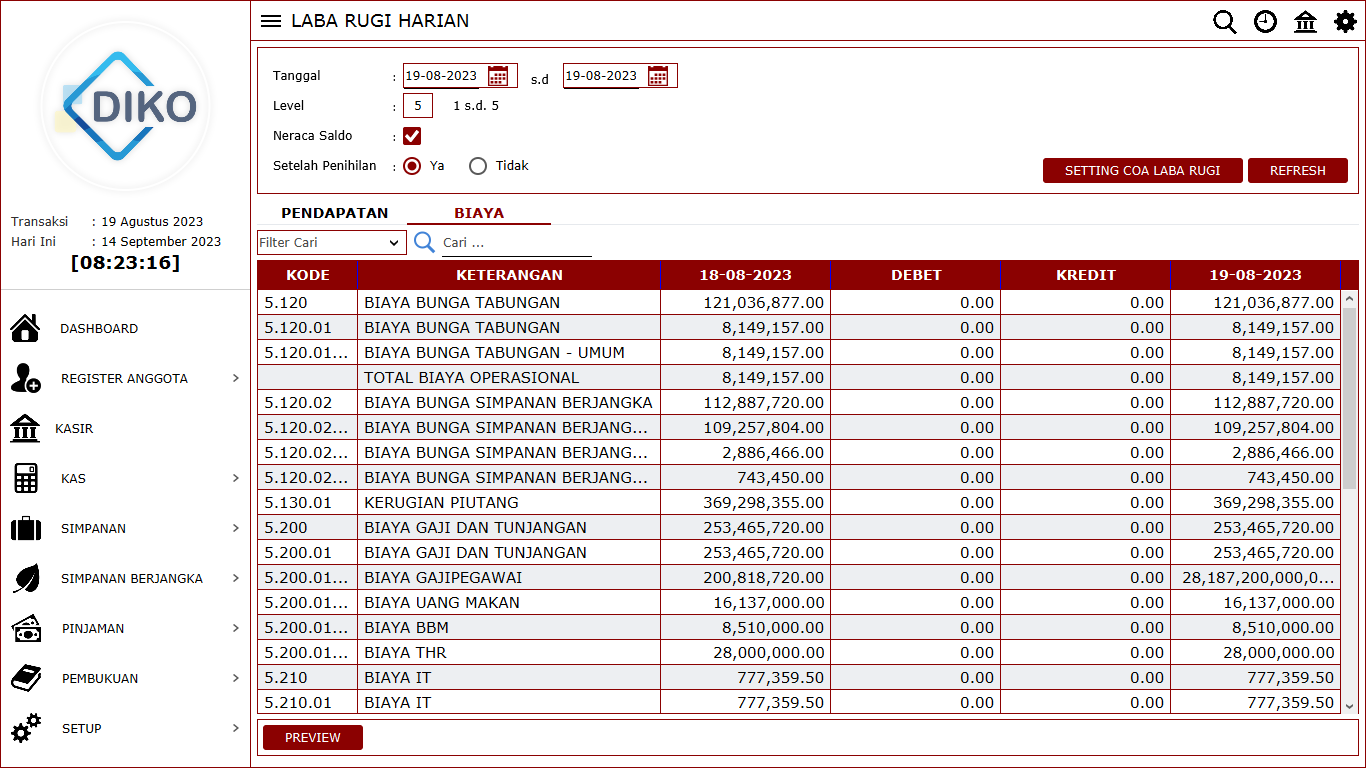 LABA RUGI HARIAN
DIKO
Transaksi : 19 Agustus 2023
Hari Ini : 14 September 2023
[08:23:16]
DASHBOARD
REGISTER ANGGOTA
KASIR
KAS
SIMPANAN
SIMPANAN BERJANGKA
PINJAMAN
PEMBUKUAN
SETUP
Tanggal : 19-08-2023 s.d 19-08-2023
Level : 5 1 s.d. 5
Neraca Saldo :
Setelah Penihilan : Ya Tidak
SETTING COA LABA RUGI REFRESH
PENDAPATAN BIAYA
Filter Cari Cari ...
KODE KETERANGAN 18-08-2023 DEBET KREDIT 19-08-2023
5.120 BIAYA BUNGA TABUNGAN 121,036,877.00 0.00 0.00 121,036,877.00
5.120.01 BIAYA BUNGA TABUNGAN 8,149,157.00 0.00 0.00 8,149,157.00
5.120.01... BIAYA BUNGA TABUNGAN - UMUM 8,149,157.00 0.00 0.00 8,149,157.00
TOTAL BIAYA OPERASIONAL 8,149,157.00 0.00 0.00 8,149,157.00
5.120.02 BIAYA BUNGA SIMPANAN BERJANGKA 112,887,720.00 0.00 0.00 112,887,720.00
5.120.02... BIAYA BUNGA SIMPANAN BERJANG... 109,257,804.00 0.00 0.00 109,257,804.00
5.120.02... BIAYA BUNGA SIMPANAN BERJANG... 2,886,466.00 0.00 0.00 2,886,466.00
5.120.02... BIAYA BUNGA SIMPANAN BERJANG... 743,450.00 0.00 0.00 743,450.00
5.130.01 KERUGIAN PIUTANG 369,298,355.00 0.00 0.00 369,298,355.00
5.200 BIAYA GAJI DAN TUNJANGAN 253,465,720.00 0.00 0.00 253,465,720.00
5.200.01 BIAYA GAJI DAN TUNJANGAN 253,465,720.00 0.00 0.00 253,465,720.00
5.200.01... BIAYA GAJIPEGAWAI 200,818,720.00 0.00 0.00 28,187,200,000,0...
5.200.01... BIAYA UANG MAKAN 16,137,000.00 0.00 0.00 16,137,000.00
5.200.01... BIAYA BBM 8,510,000.00 0.00 0.00 8,510,000.00
5.200.01... BIAYA THR 28,000,000.00 0.00 0.00 28,000,000.00
5.210 BIAYA IT 777,359.50 0.00 0.00 777,359.50
5.210.01 BIAYA IT 777,359.50 0.00 0.00 777,359.50
PREVIEW